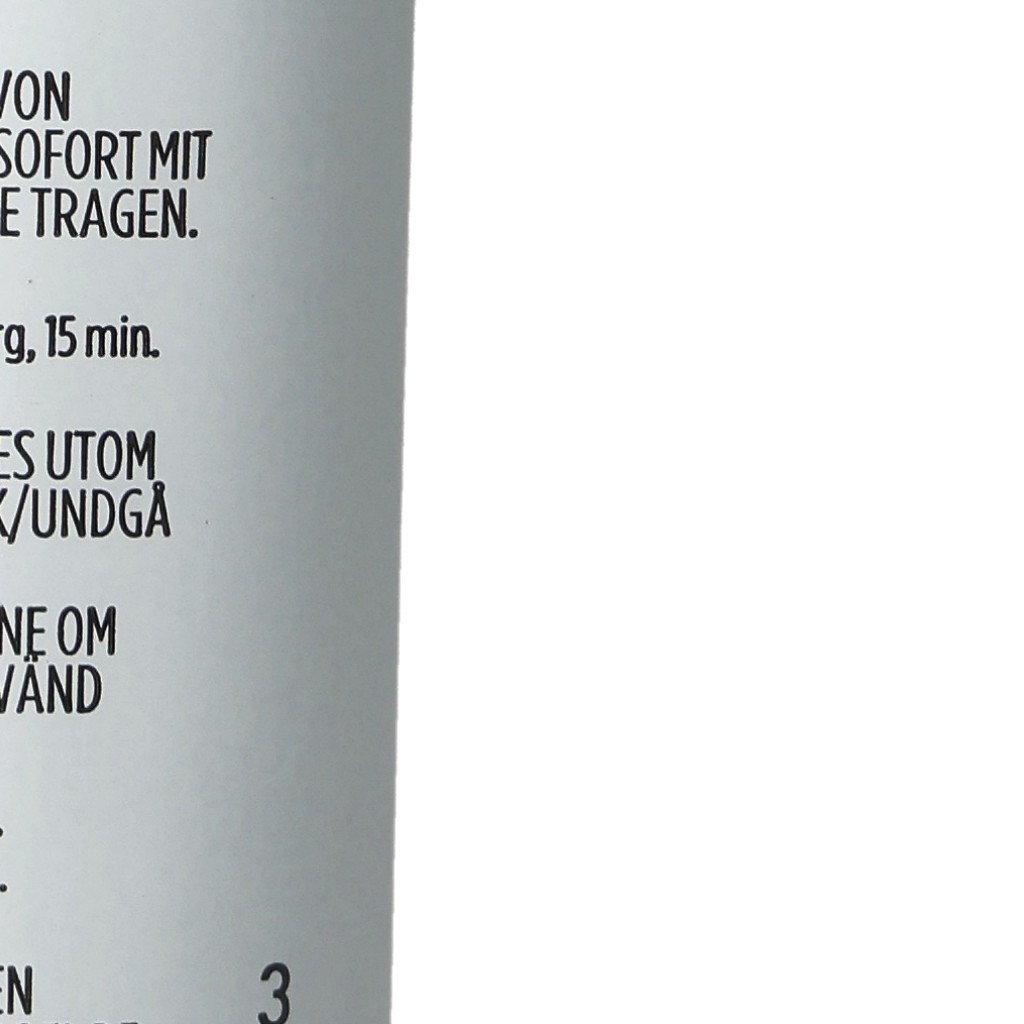 VON
SOFORT MIT
E TRAGEN.
rg, 15 min.
ES UTOM
K/UNDGÅ
NE OM
VÄND
.
.
EN
3